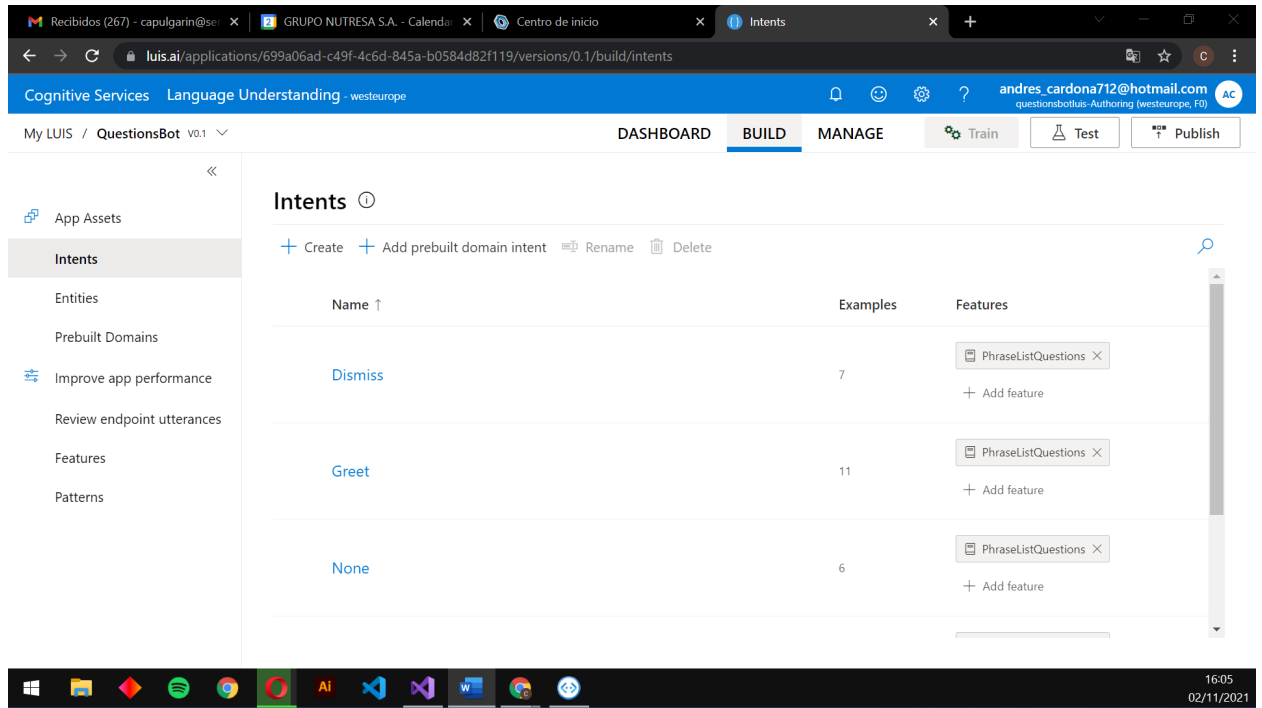 Recibidos (267) - capulgarin@ser
GRUPO NUTRESA S.A. - Calendar
Centro de inicio
Intents
luis.ai/applications/699a06ad-c49f-4c6d-845a-b0584d82f119/versions/0.1/build/intents
C
Cognitive Services Language Understanding - westeurope
?
andres_cardona712@hotmail.com
questionsbotluis-Authoring (westeurope, F0)
AC
My LUIS / QuestionsBot V0.1
DASHBOARD BUILD MANAGE Train Test Publish
App Assets
Intents
Entities
Prebuilt Domains
Improve app performance
Review endpoint utterances
Features
Patterns
Intents
+ Create + Add prebuilt domain intent Rename Delete
Name ↑ Examples Features
Dismiss 7 PhraseListQuestions ×
+ Add feature
Greet 11 PhraseListQuestions ×
+ Add feature
None 6 PhraseListQuestions ×
+ Add feature
Ai
W
16:05
02/11/2021